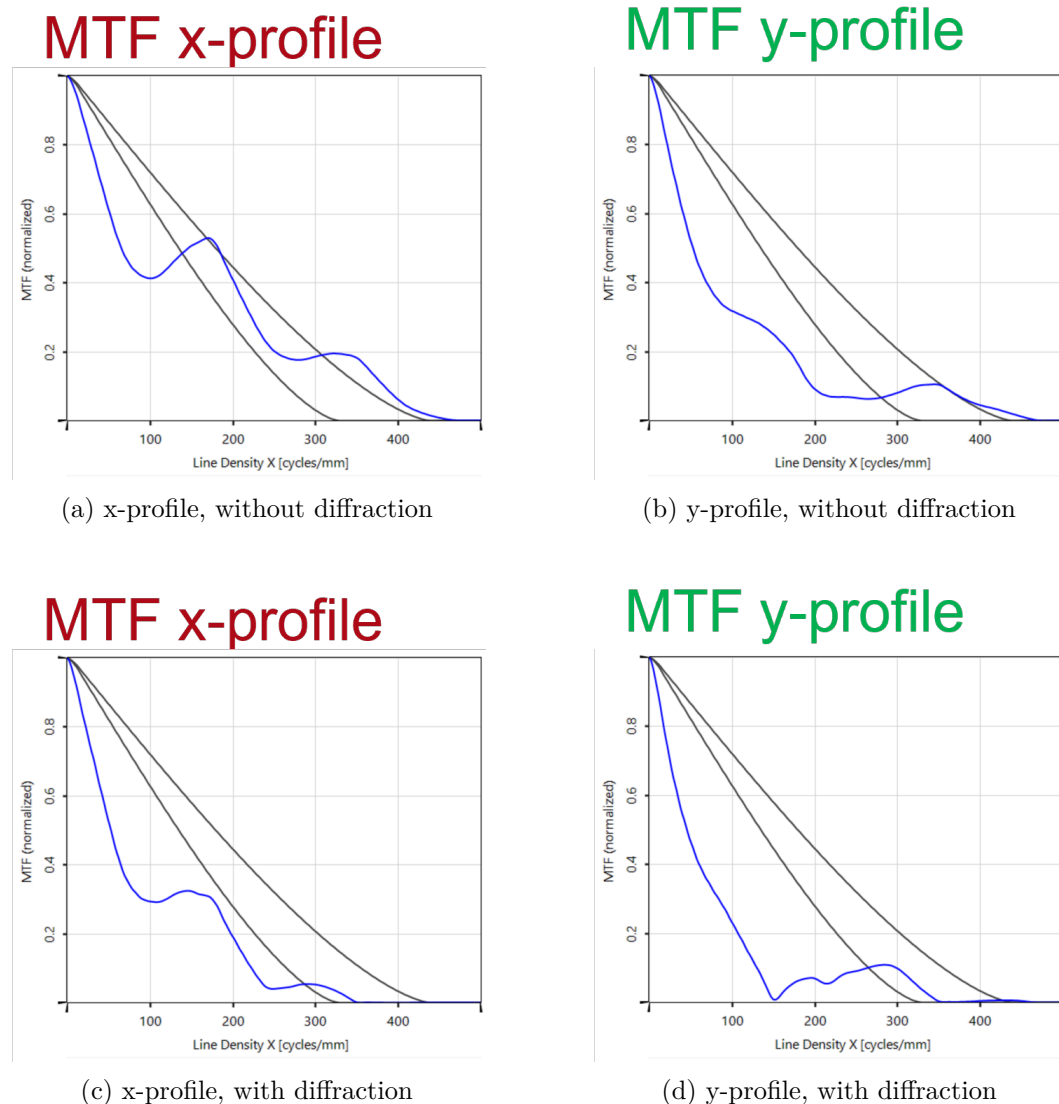 MTF x-profile
MTF (normalized)
0.8
0.6
0.4
0.2
100 200 300 400
Line Density X [cycles/mm]
(a) x-profile, without diffraction
MTF y-profile
MTF (normalized)
0.8
0.6
0.4
0.2
100 200 300 400
Line Density X [cycles/mm]
(b) y-profile, without diffraction
MTF x-profile
MTF (normalized)
0.8
0.6
0.4
0.2
100 200 300 400
Line Density X [cycles/mm]
(c) x-profile, with diffraction
MTF y-profile
MTF (normalized)
0.8
0.6
0.4
0.2
100 200 300 400
Line Density X [cycles/mm]
(d) y-profile, with diffraction